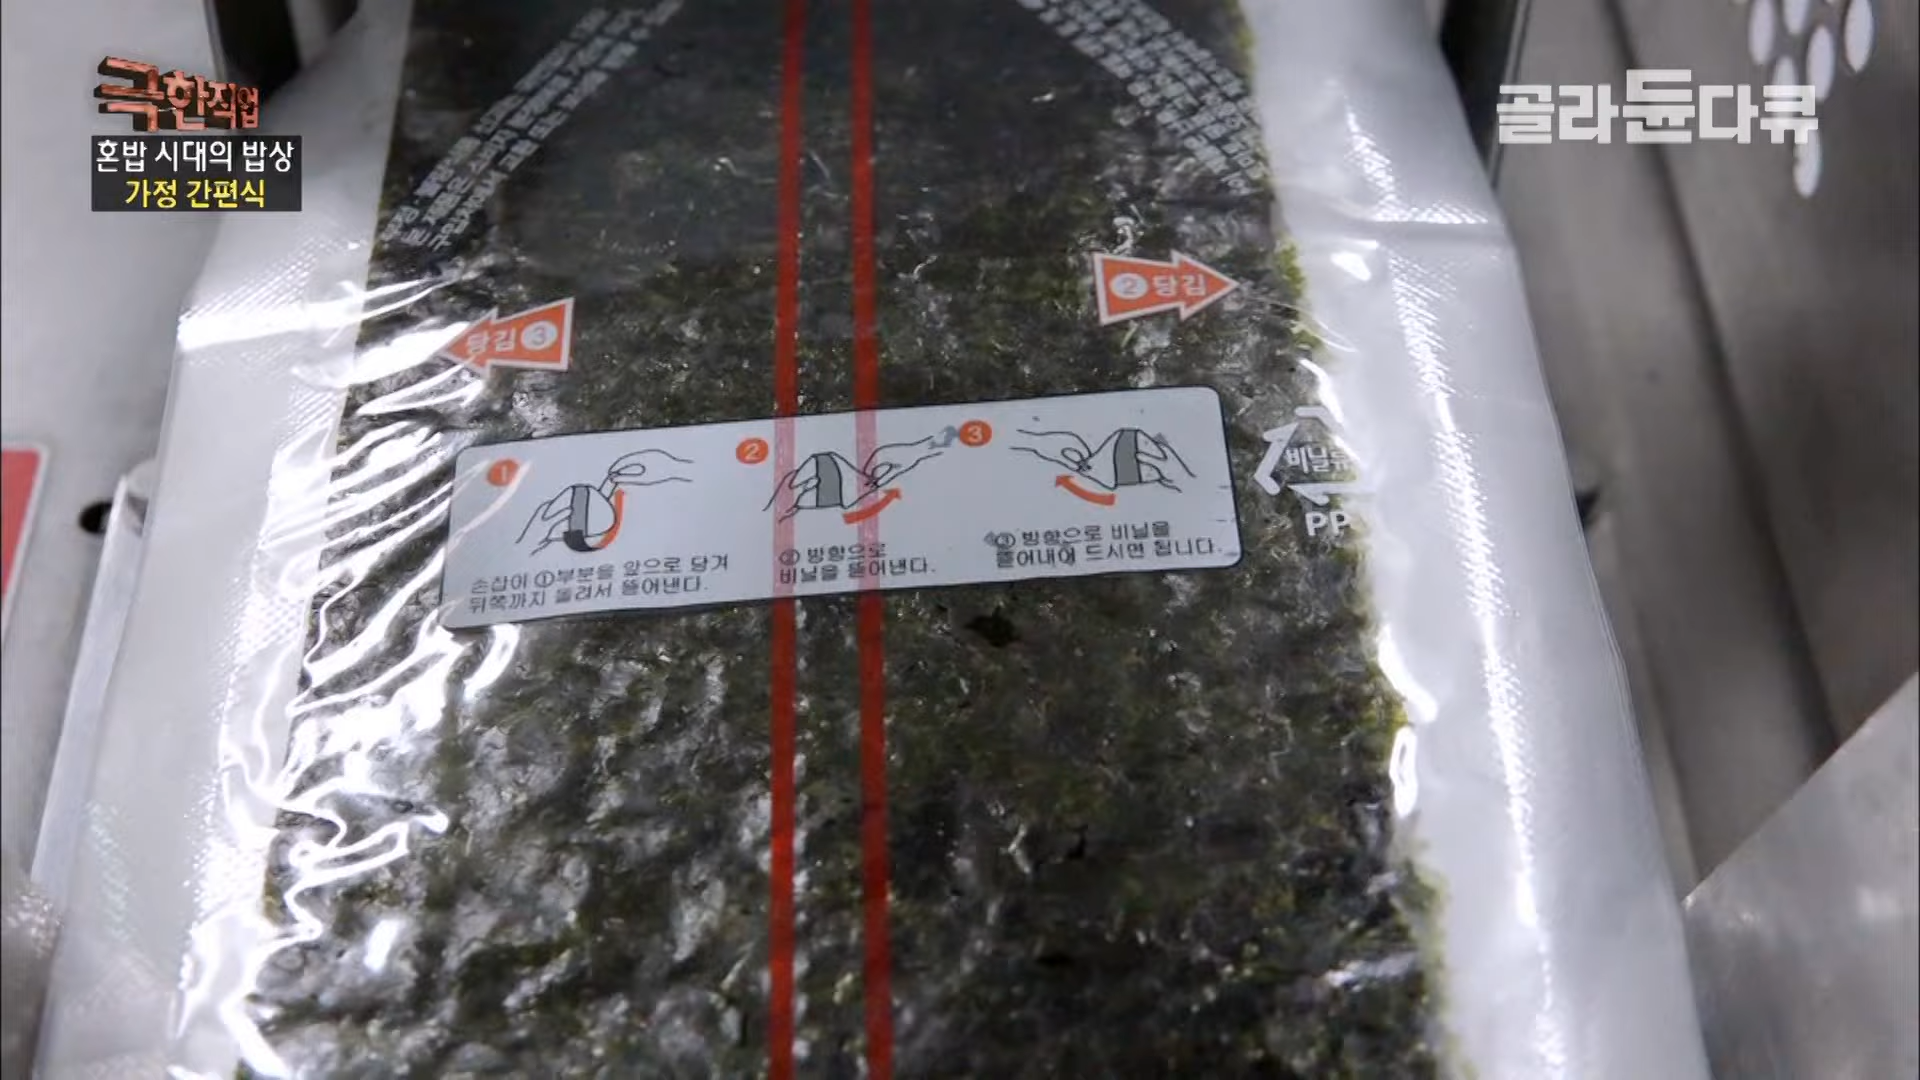 극한직업
혼밥 시대의 밥상
가정 간편식
골라듄다큐
당김 ③
② 당김
①
②
③
손잡이 ①부분을 앞으로 당겨
뒤쪽까지 돌려서 뜯어낸다.
② 방향으로
비닐을 뜯어낸다.
③ 방향으로 비닐을
뜯어내어 드시면 됩니다.
비닐류
PP